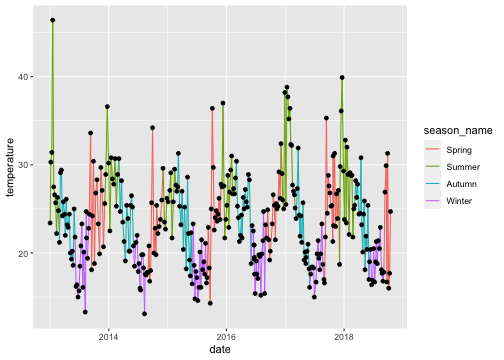 40
30
20
temperature
2014
2016
2018
date
season_name
Spring
Summer
Autumn
Winter